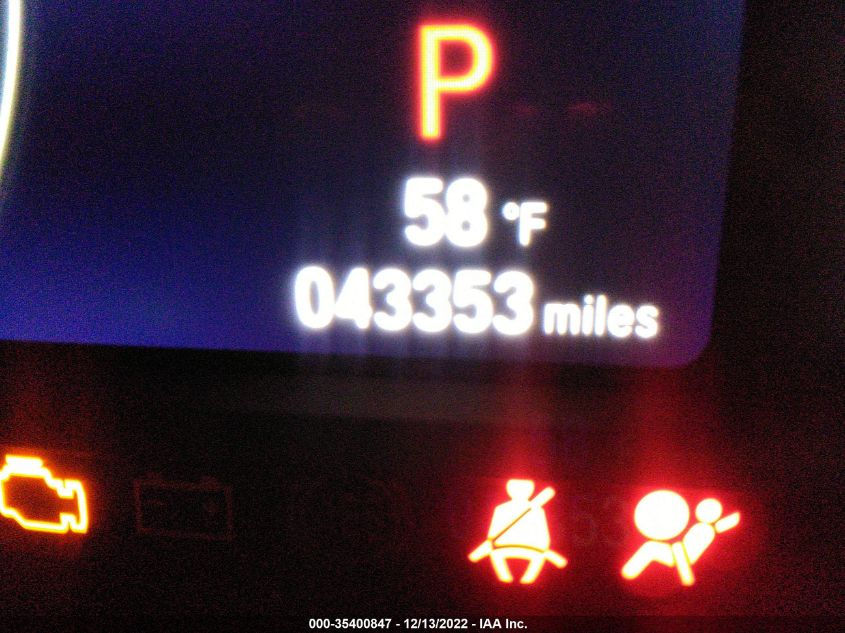 P
58 °F
043353 miles
000-35400847 - 12/13/2022 - IAA Inc.